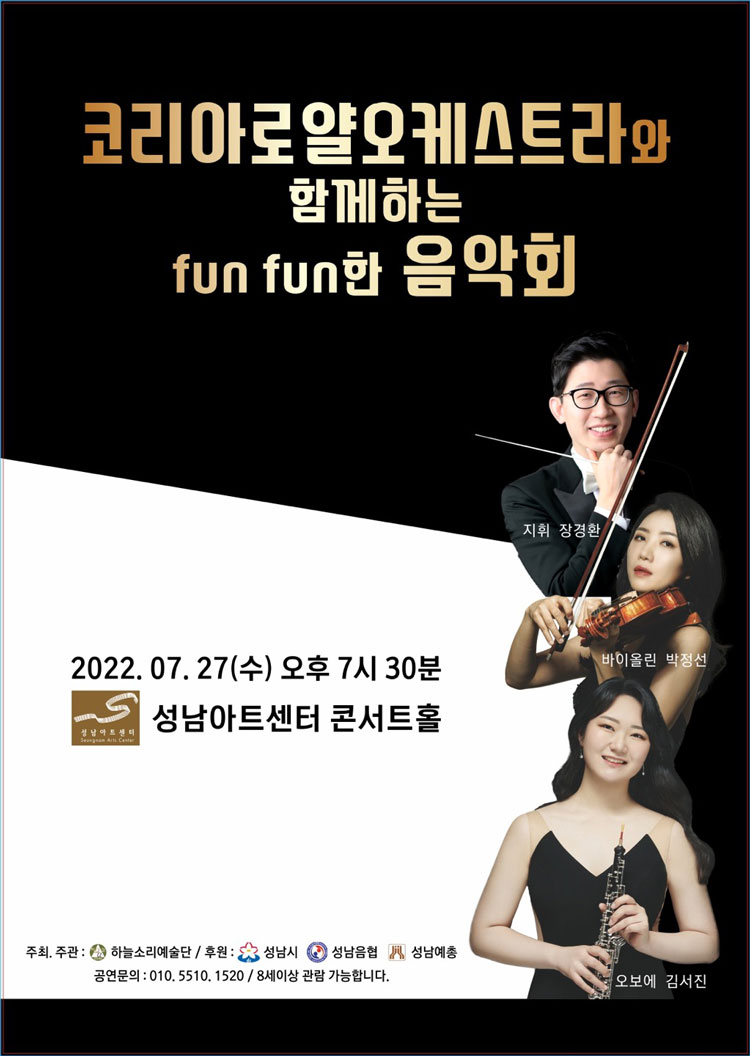 코리아로얄오케스트라와
함께하는
fun fun한 음악회
지휘 장경환
바이올린 박정선
2022. 07. 27(수) 오후 7시 30분
성남아트센터
Seongnam Arts Center
성남아트센터 콘서트홀
오보에 김서진
주최. 주관 : 하늘소리예술단 / 후원 : 성남시 성남음협 성남예총
공연문의 : 010. 5510. 1520 / 8세이상 관람 가능합니다.